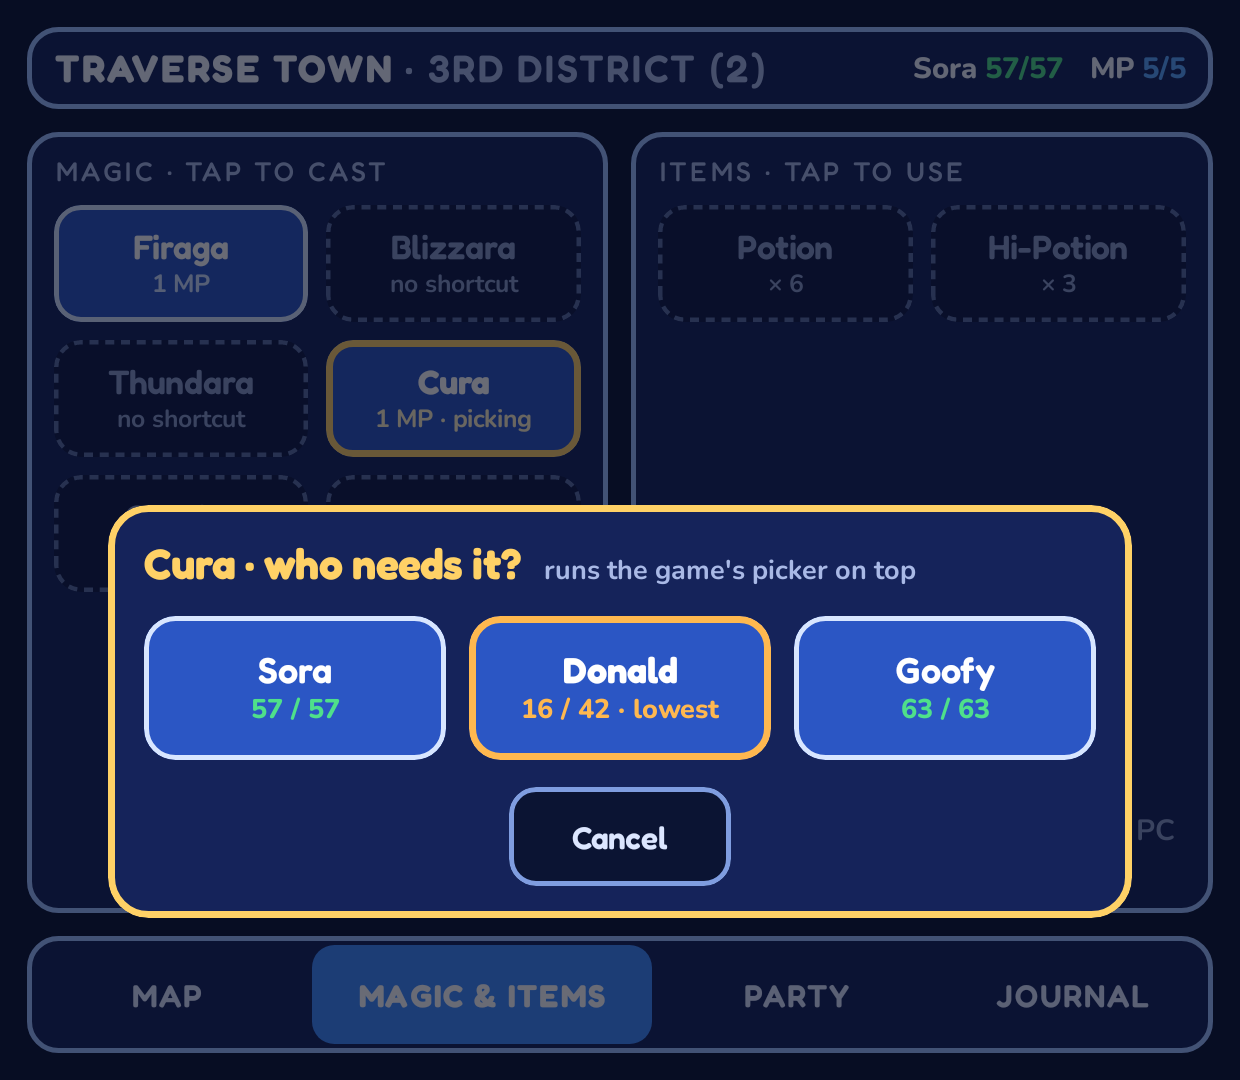 TRAVERSE TOWN · 3RD DISTRICT (2)
Sora 57/57 MP 5/5
MAGIC · TAP TO CAST
Firaga
1 MP
Blizzara
no shortcut
Thundara
no shortcut
Cura
1 MP · picking
ITEMS · TAP TO USE
Potion
× 6
Hi-Potion
× 3
Cura · who needs it? runs the game's picker on top
Sora
57 / 57
Donald
16 / 42 · lowest
Goofy
63 / 63
Cancel
PC
MAP
MAGIC & ITEMS
PARTY
JOURNAL